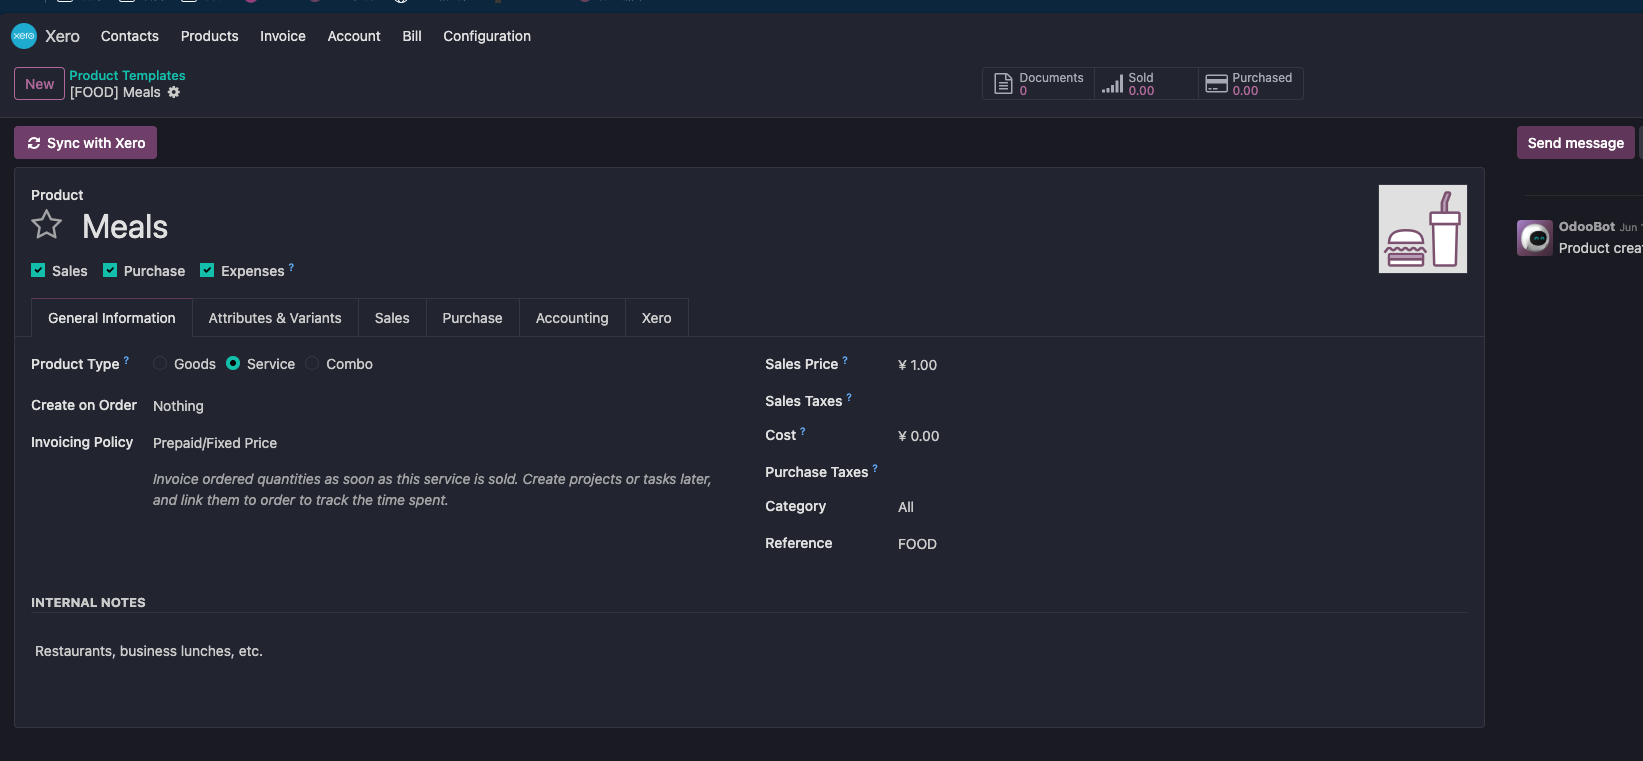 xero Xero Contacts Products Invoice Account Bill Configuration
New Product Templates
[FOOD] Meals
Documents 0 Sold 0.00 Purchased 0.00
Sync with Xero
Send message
Product
Meals
Sales Purchase Expenses ?
OdooBot Jun
Product crea
General Information Attributes & Variants Sales Purchase Accounting Xero
Product Type ? Goods Service Combo
Sales Price ? ¥ 1.00
Sales Taxes ?
Create on Order Nothing
Cost ? ¥ 0.00
Invoicing Policy Prepaid/Fixed Price
Purchase Taxes ?
Invoice ordered quantities as soon as this service is sold. Create projects or tasks later,
and link them to order to track the time spent.
Category All
Reference FOOD
INTERNAL NOTES
Restaurants, business lunches, etc.